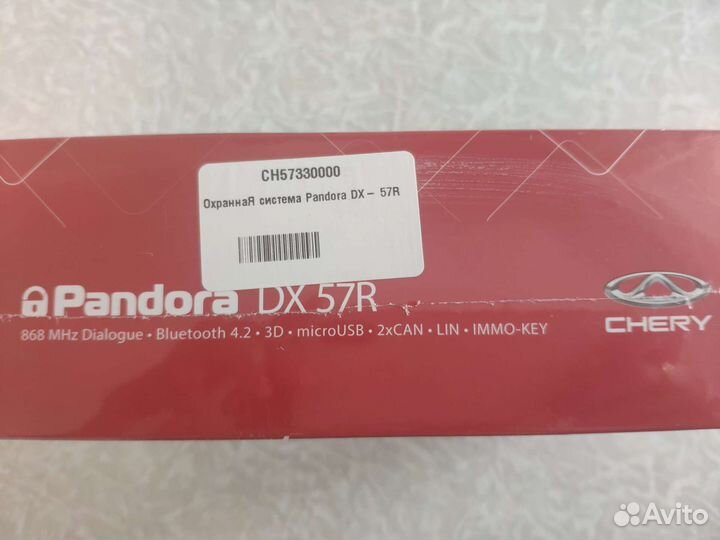 CH57330000
ОхраннаЯ система Pandora DX – 57R
Pandora DX 57R
868 MHz Dialogue • Bluetooth 4.2 • 3D • microUSB • 2xCAN • LIN • IMMO-KEY
CHERY
Avito